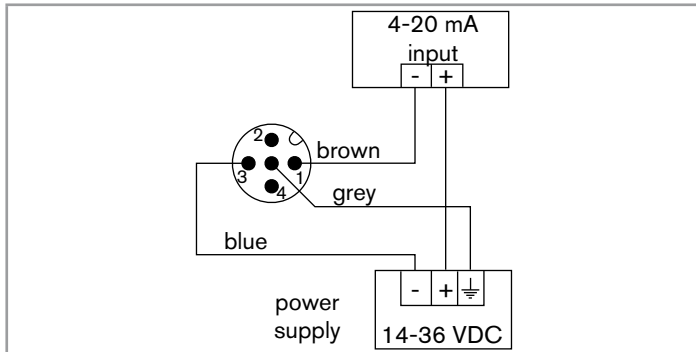 4-20 mA
input
- +
2
brown
3 1
4
grey
blue
- +
power
supply
14-36 VDC